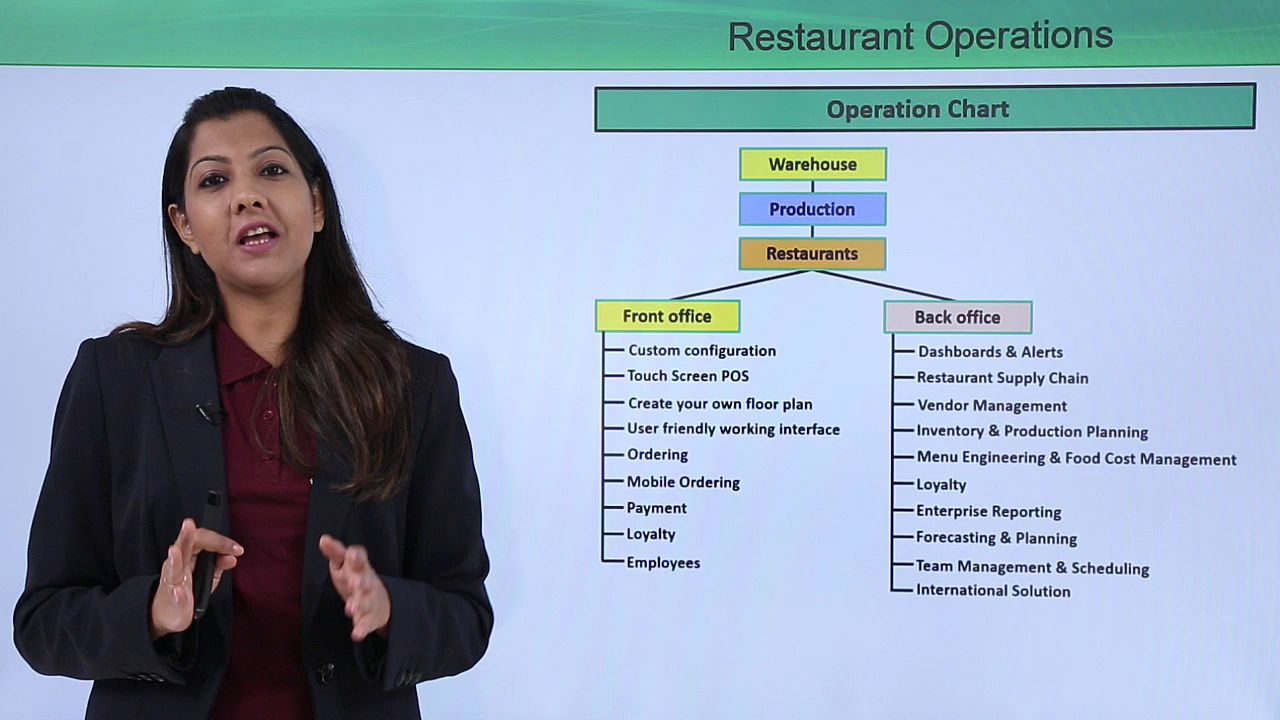 Restaurant Operations
Operation Chart
Warehouse
Production
Restaurants
Front office
Custom configuration
Touch Screen POS
Create your own floor plan
User friendly working interface
Ordering
Mobile Ordering
Payment
Loyalty
Employees
Back office
Dashboards & Alerts
Restaurant Supply Chain
Vendor Management
Inventory & Production Planning
Menu Engineering & Food Cost Management
Loyalty
Enterprise Reporting
Forecasting & Planning
Team Management & Scheduling
International Solution